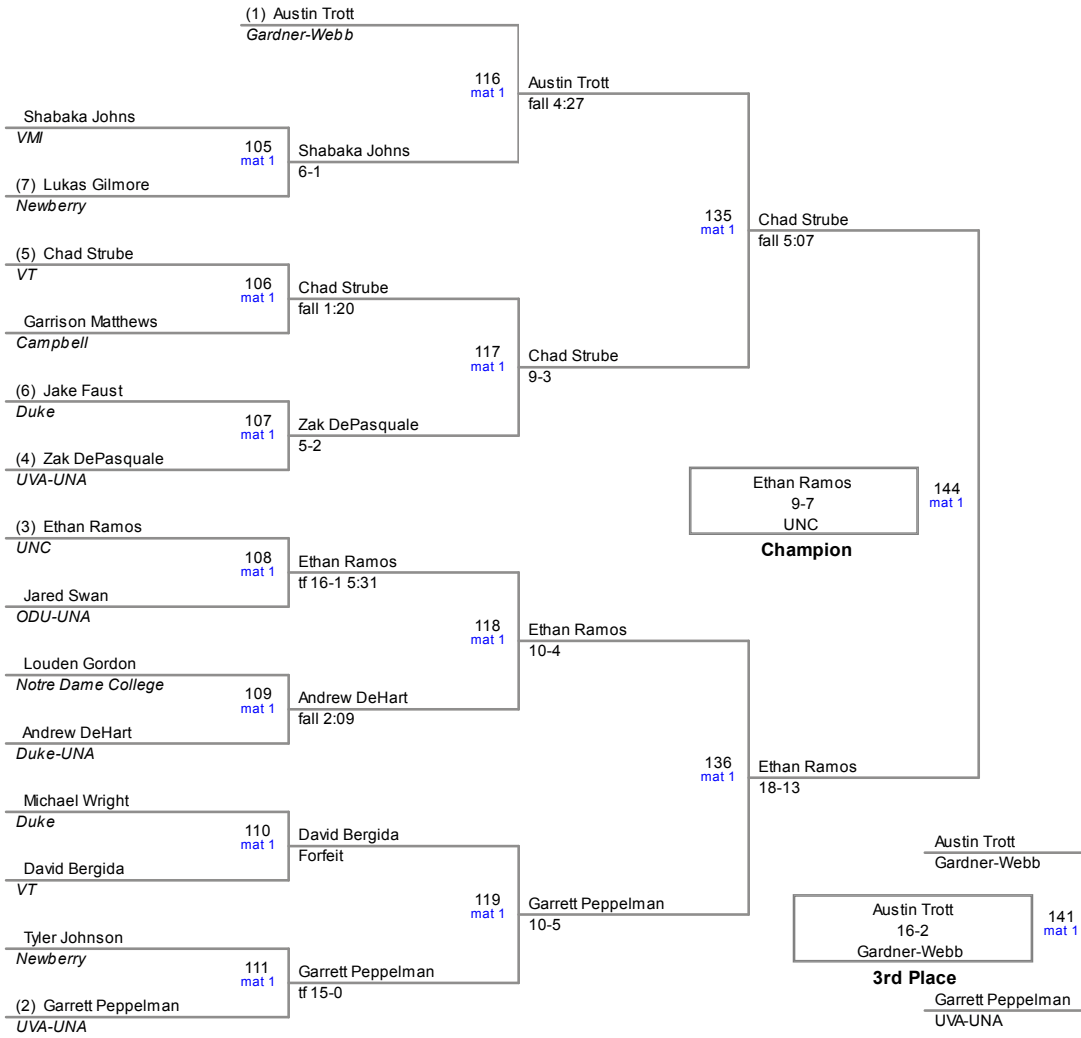 (1) Austin Trott
Gardner-Webb
116
mat 1
Austin Trott
fall 4:27
Shabaka Johns
VMI
105
mat 1
Shabaka Johns
6-1
(7) Lukas Gilmore
Newberry
135
mat 1
Chad Strube
fall 5:07
(5) Chad Strube
VT
106
mat 1
Chad Strube
fall 1:20
Garrison Matthews
Campbell
117
mat 1
Chad Strube
9-3
(6) Jake Faust
Duke
107
mat 1
Zak DePasquale
5-2
(4) Zak DePasquale
UVA-UNA
Ethan Ramos
9-7
UNC
Champion
144
mat 1
(3) Ethan Ramos
UNC
108
mat 1
Ethan Ramos
tf 16-1 5:31
Jared Swan
ODU-UNA
118
mat 1
Ethan Ramos
10-4
Louden Gordon
Notre Dame College
109
mat 1
Andrew DeHart
fall 2:09
Andrew DeHart
Duke-UNA
136
mat 1
Ethan Ramos
18-13
Michael Wright
Duke
110
mat 1
David Bergida
Forfeit
David Bergida
VT
119
mat 1
Garrett Peppelman
10-5
Tyler Johnson
Newberry
111
mat 1
Garrett Peppelman
tf 15-0
(2) Garrett Peppelman
UVA-UNA
Austin Trott
Gardner-Webb
Austin Trott
16-2
Gardner-Webb
141
mat 1
3rd Place
Garrett Peppelman
UVA-UNA